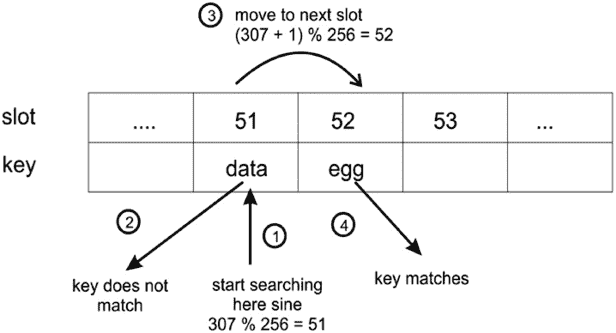 3 move to next slot
(307 + 1) % 256 = 52
slot .... 51 52 53 ...
key data egg
2 1 4
key does not
match
start searching
here sine
307 % 256 = 51
key matches